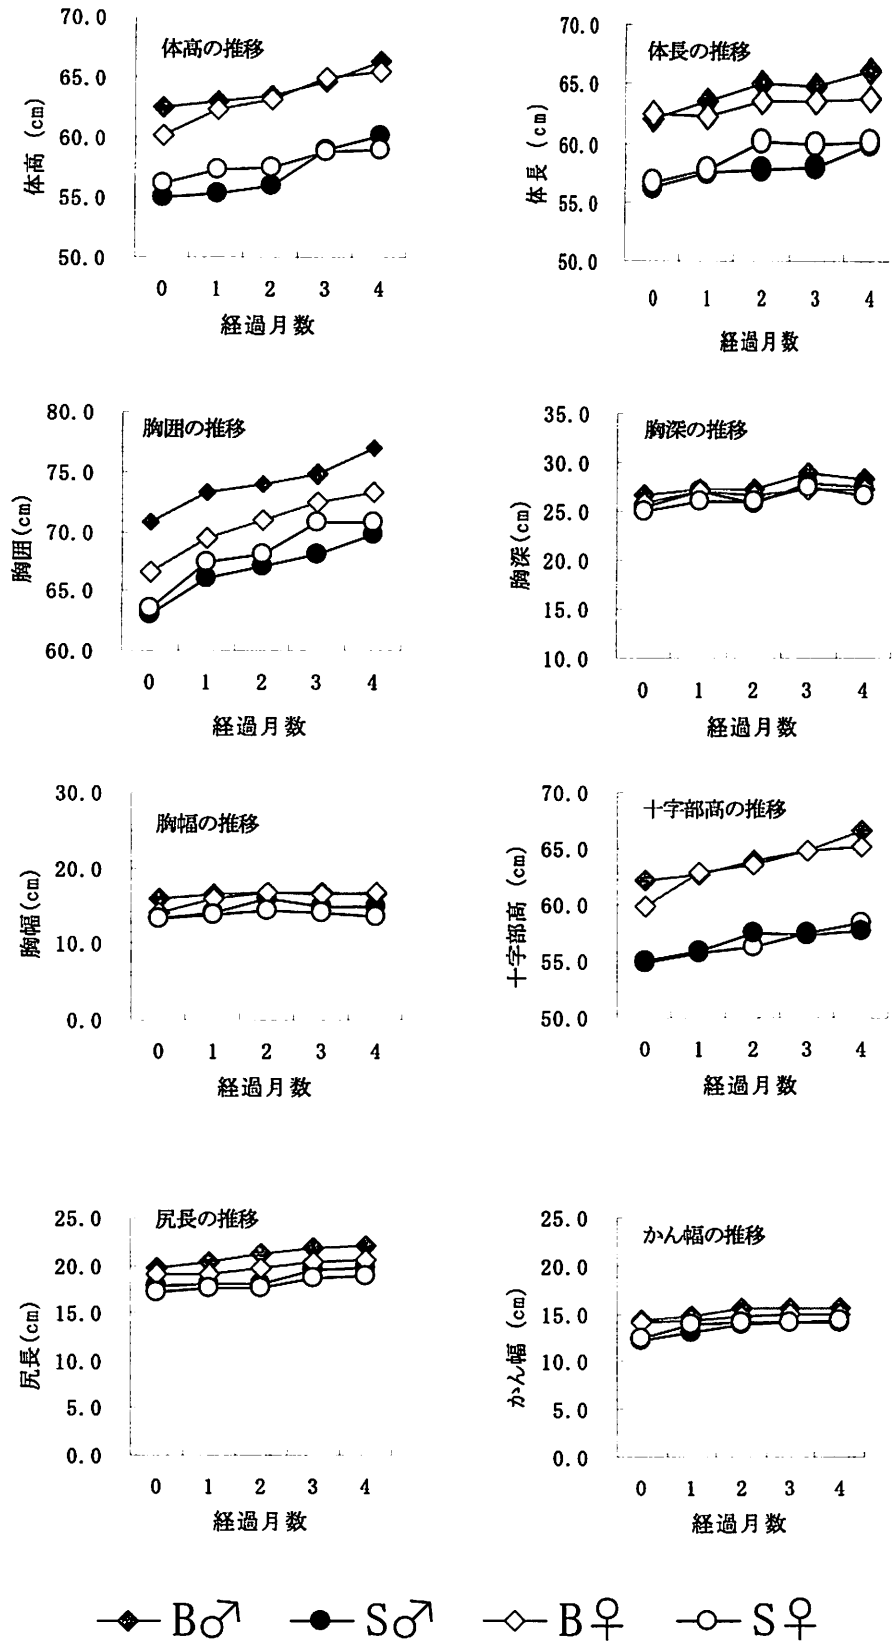 体高の推移
体高 (cm)
70.0
65.0
60.0
55.0
50.0
0 1 2 3 4
経過月数
体長の推移
体長 (cm)
70.0
65.0
60.0
55.0
50.0
0 1 2 3 4
経過月数
胸囲の推移
胸囲(cm)
80.0
75.0
70.0
65.0
60.0
0 1 2 3 4
経過月数
胸深の推移
胸深(cm)
35.0
30.0
25.0
20.0
15.0
10.0
0 1 2 3 4
経過月数
胸幅の推移
胸幅(cm)
30.0
20.0
10.0
0.0
0 1 2 3 4
経過月数
十字部高の推移
十字部高 (cm)
70.0
65.0
60.0
55.0
50.0
0 1 2 3 4
経過月数
尻長の推移
尻長(cm)
25.0
20.0
15.0
10.0
5.0
0.0
0 1 2 3 4
経過月数
かん幅の推移
かん幅 (cm)
25.0
20.0
15.0
10.0
5.0
0.0
0 1 2 3 4
経過月数
B♂ S♂ B♀ S♀